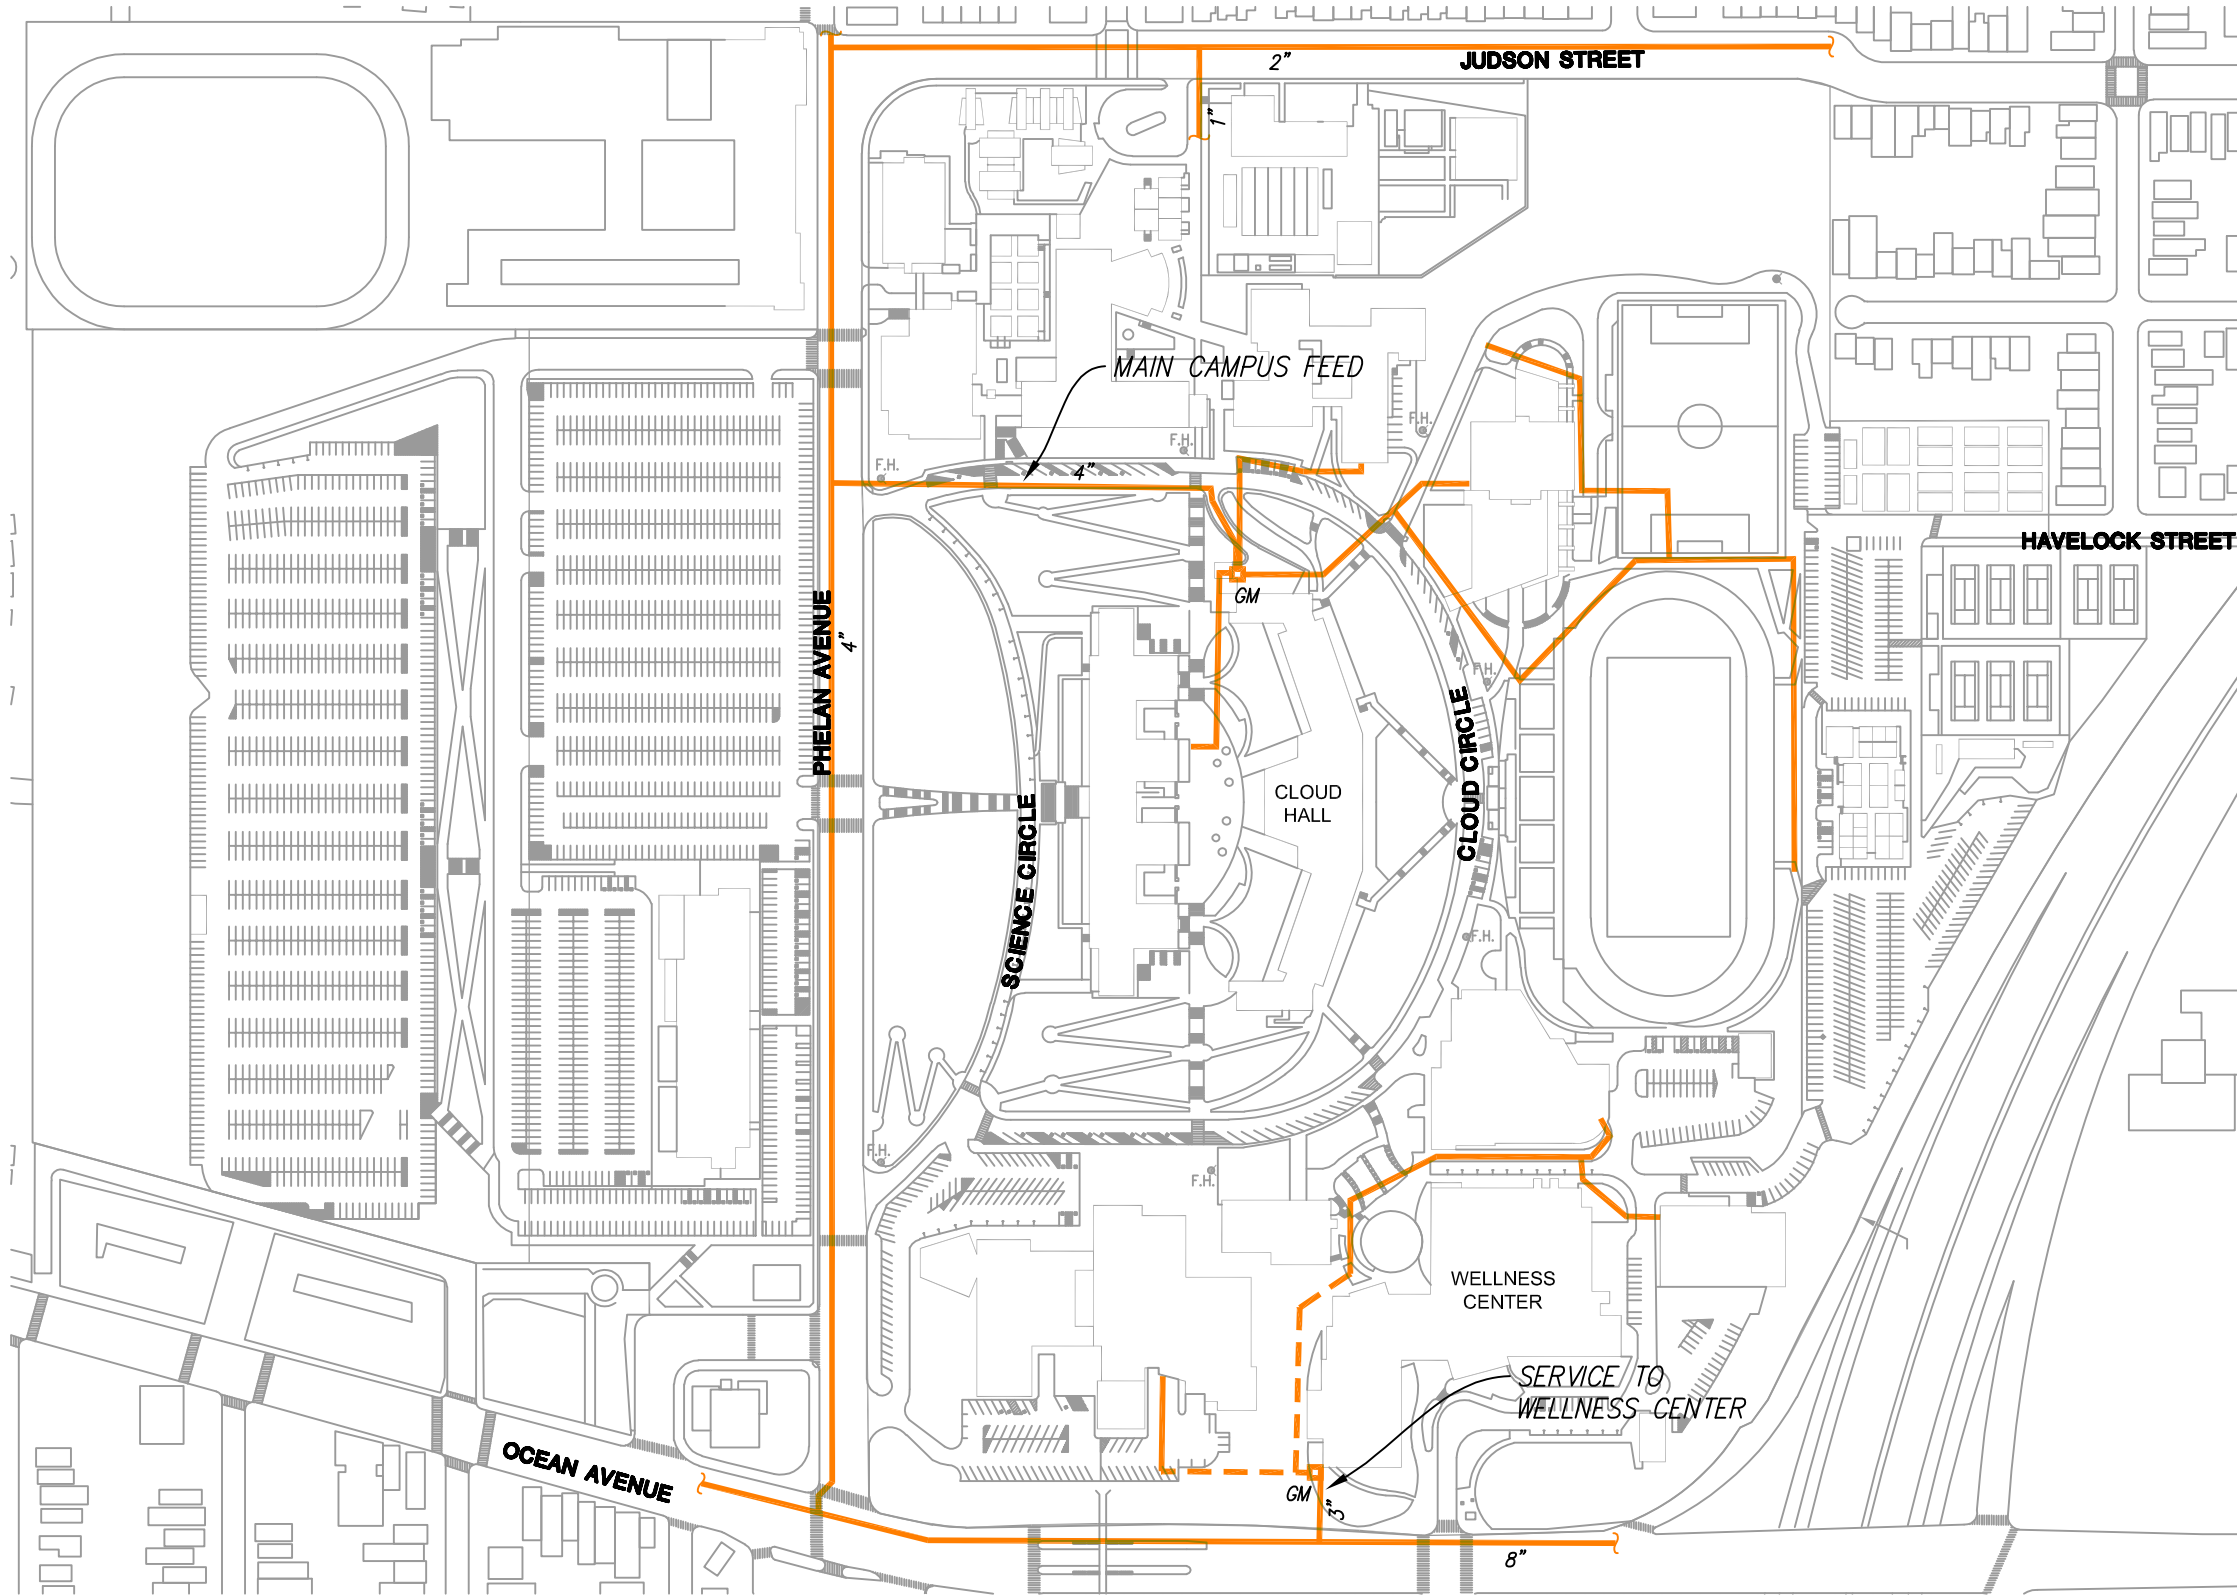 2"
JUDSON STREET
1"
MAIN CAMPUS FEED
F.H.
F.H.
F.H.
4"
HAVELOCK STREET
GM
PHELAN AVENUE
4"
F.H.
CLOUD CIRCLE
CLOUD
HALL
SCIENCE CIRCLE
F.H.
F.H.
F.H.
WELLNESS
CENTER
SERVICE TO
WELLNESS CENTER
OCEAN AVENUE
GM
3"
8"